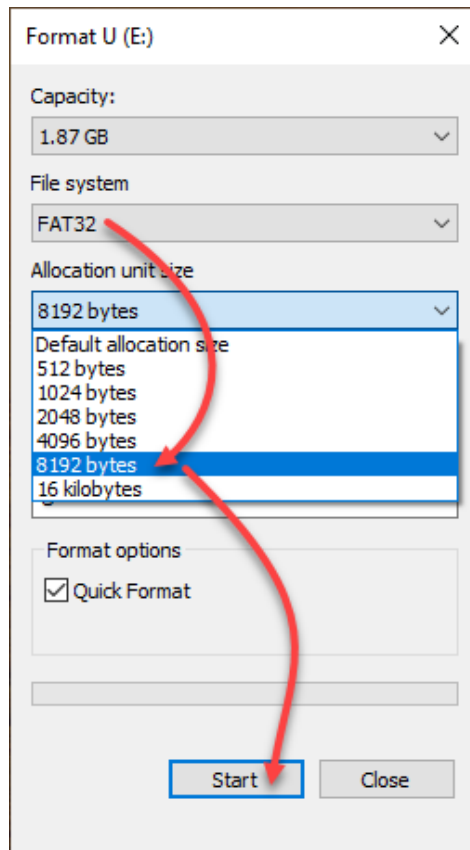 Format U (E:)
Capacity:
1.87 GB
File system
FAT32
Allocation unit size
8192 bytes
Default allocation size
512 bytes
1024 bytes
2048 bytes
4096 bytes
8192 bytes
16 kilobytes
Format options
Quick Format
Start
Close